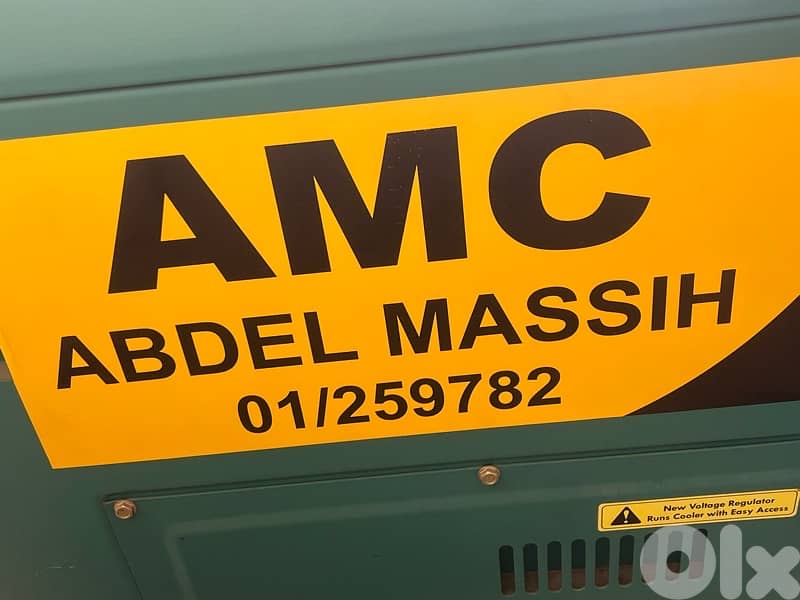 AMC
ABDEL MASSIH
01/259782
New Voltage Regulator
Runs Cooler with Easy Access
Olx